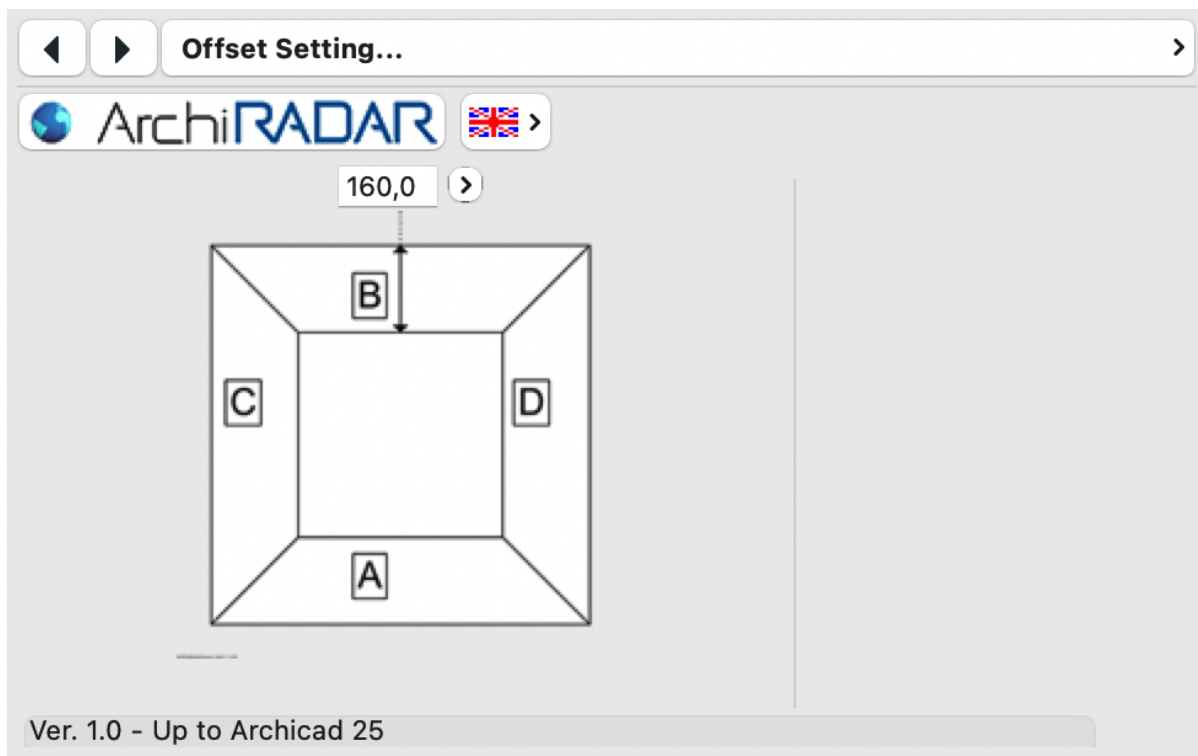 Offset Setting...
ArchiRADAR
160,0
B
C
D
A
Ver. 1.0 - Up to Archicad 25